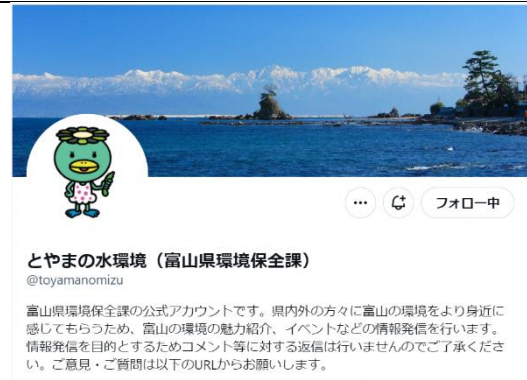 フォロー中
とやまの水環境（富山県環境保全課）
@toyamanomizu
富山県環境保全課の公式アカウントです。県内外の方々に富山の環境をより身近に
感じてもらうため、富山の環境の魅力紹介、イベントなどの情報発信を行います。
情報発信を目的とするためコメント等に対する返信は行いませんのでご了承くださ
い。ご意見・ご質問は以下のURLからお願いします。